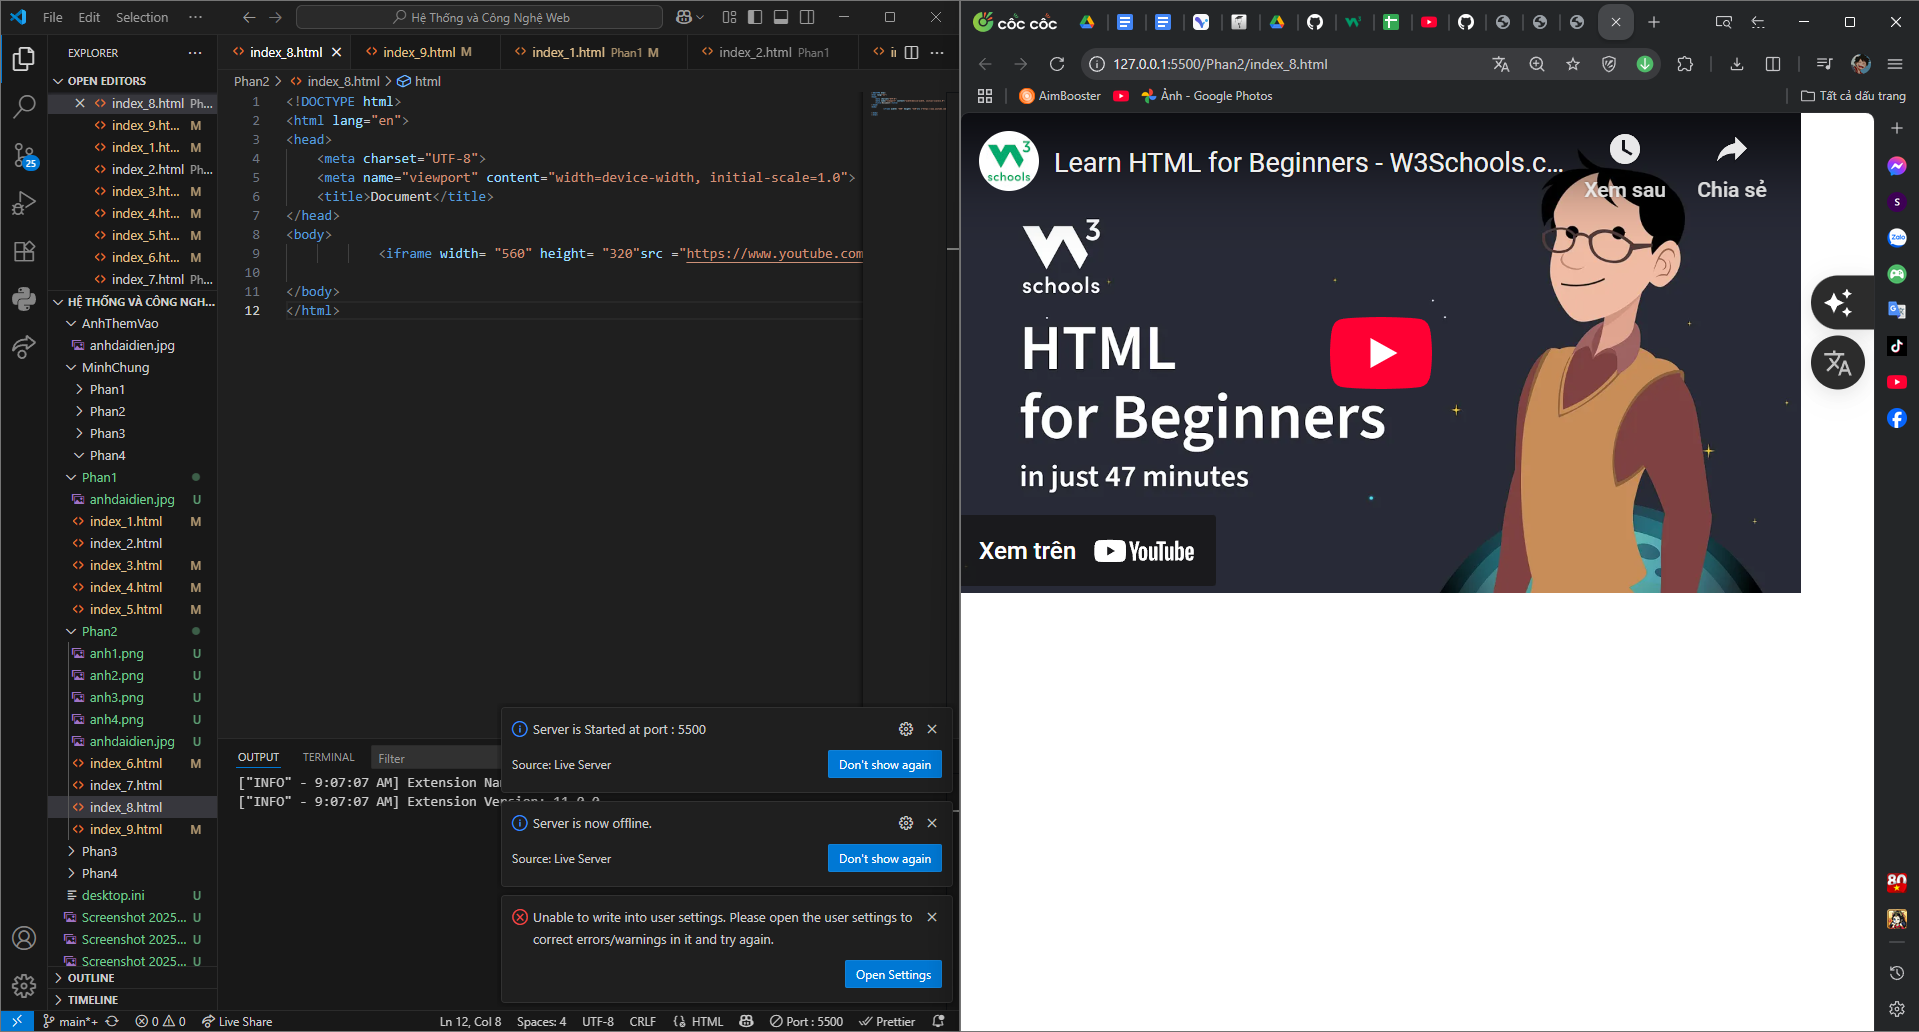 File Edit Selection ···
Hệ Thống và Công Nghệ Web
EXPLORER
OPEN EDITORS
index_8.html Ph...
index_9.ht... M
index_1.ht... M
index_2.html Phan1
index_3.ht... M
index_4.ht... M
index_5.ht... M
index_6.ht... M
index_7.html Phan2
HỆ THỐNG VÀ CÔNG NGH...
AnhThemVao
anhdaidien.jpg
MinhChung
Phan1
Phan2
Phan3
Phan4
Phan1
anhdaidien.jpg U
index_1.html M
index_2.html
index_3.html M
index_4.html M
index_5.html M
Phan2
anh1.png U
anh2.png U
anh3.png U
anh4.png U
anhdaidien.jpg U
index_6.html M
index_7.html
index_8.html
index_9.html M
Phan3
Phan4
desktop.ini U
Screenshot 2025... U
Screenshot 2025... U
Screenshot 2025... U
OUTLINE
TIMELINE
25
index_8.html
index_9.html M
index_1.html Phan1 M
index_2.html Phan1
Phan2 > index_8.html > html
1 <!DOCTYPE html>
2 <html lang="en">
3 <head>
4 <meta charset="UTF-8">
5 <meta name="viewport" content="width=device-width, initial-scale=1.0">
6 <title>Document</title>
7 </head>
8 <body>
9 <iframe width= "560" height= "320"src ="https://www.youtube.com
10
11 </body>
12 </html>
OUTPUT TERMINAL Filter
["INFO" - 9:07:07 AM] Extension Na
["INFO" - 9:07:07 AM] Extension Version: 11.0.0
Server is Started at port : 5500
Source: Live Server
Don't show again
Server is now offline.
Source: Live Server
Don't show again
Unable to write into user settings. Please open the user settings to
correct errors/warnings in it and try again.
Open Settings
main*+ 0 0 Live Share Ln 12, Col 8 Spaces: 4 UTF-8 CRLF HTML Port : 5500 Prettier
cốc cốc
127.0.0.1:5500/Phan2/index_8.html
AimBooster
Ảnh - Google Photos
Tất cả dấu trang
W3 schools
Learn HTML for Beginners - W3Schools.c...
Xem sau
Chia sẻ
W3
schools
HTML
for Beginners
in just 47 minutes
Xem trên YouTube
S
Zalo
80